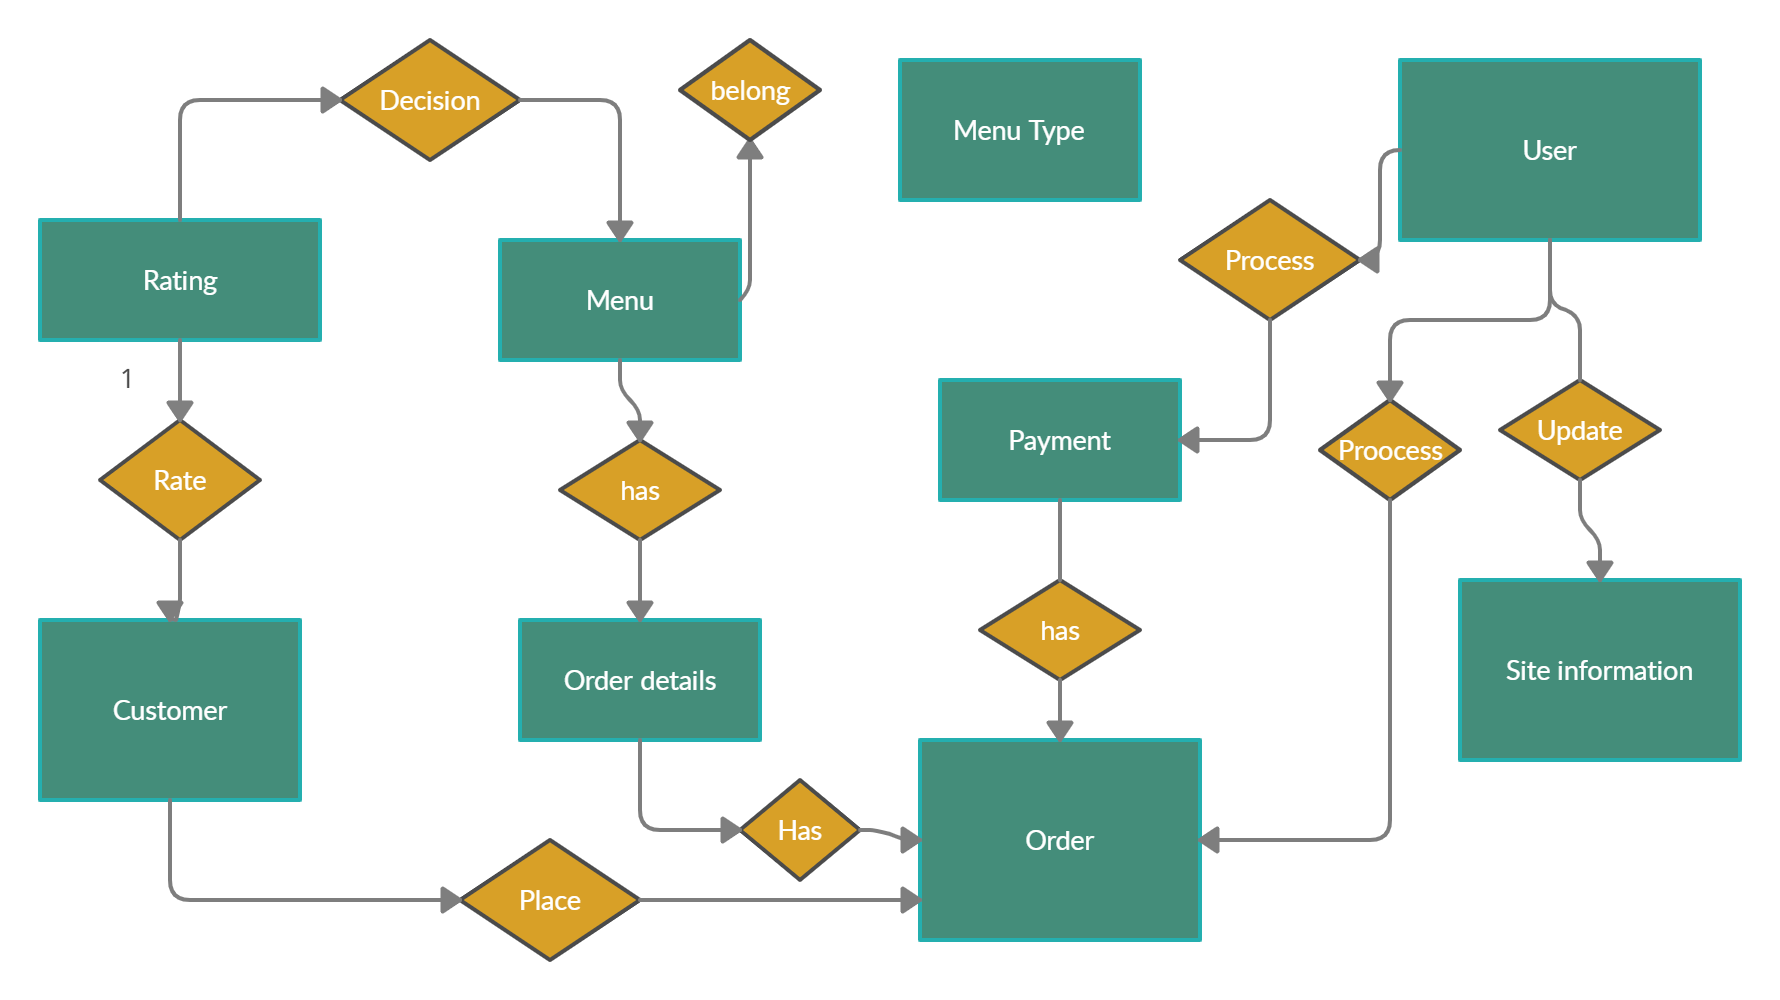 Decision
belong
Menu Type
User
Rating
Menu
Process
1
Rate
has
Payment
Proocess
Update
Customer
Order details
has
Site information
Place
Has
Order